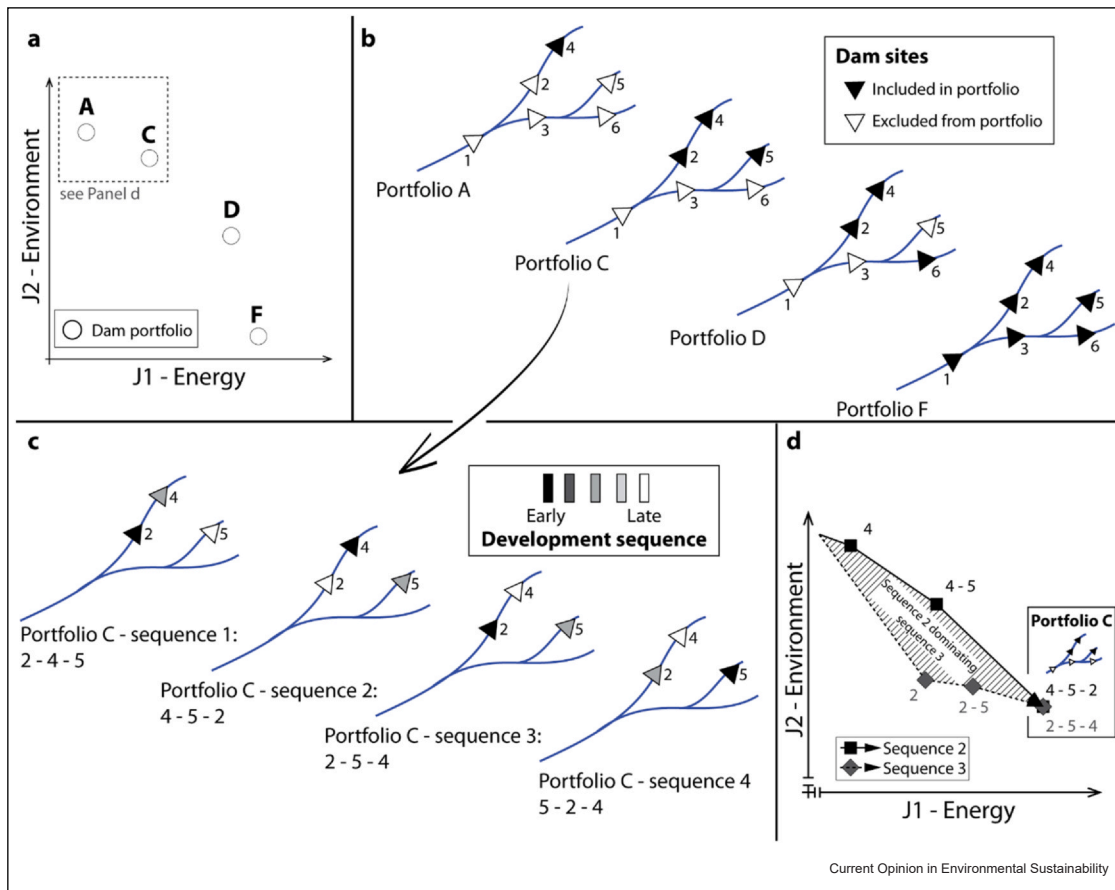 a
A
C
see Panel d
D
F
Dam portfolio
J2 - Environment
J1 - Energy
b
4
2
5
3
6
1
Portfolio A
4
2
5
3
6
1
Portfolio C
4
2
5
3
6
1
Portfolio D
4
2
5
3
6
1
Portfolio F
Dam sites
Included in portfolio
Excluded from portfolio
c
Early Late
Development sequence
4
2
5
Portfolio C - sequence 1:
2 - 4 - 5
4
2
5
Portfolio C - sequence 2:
4 - 5 - 2
4
2
5
Portfolio C - sequence 3:
2 - 5 - 4
4
2
5
Portfolio C - sequence 4
5 - 2 - 4
d
4
4 - 5
Sequence 2 dominating
sequence 3
2
2 - 5
Portfolio C
4 - 5 - 2
2 - 5 - 4
Sequence 2
Sequence 3
J2 - Environment
J1 - Energy
Current Opinion in Environmental Sustainability